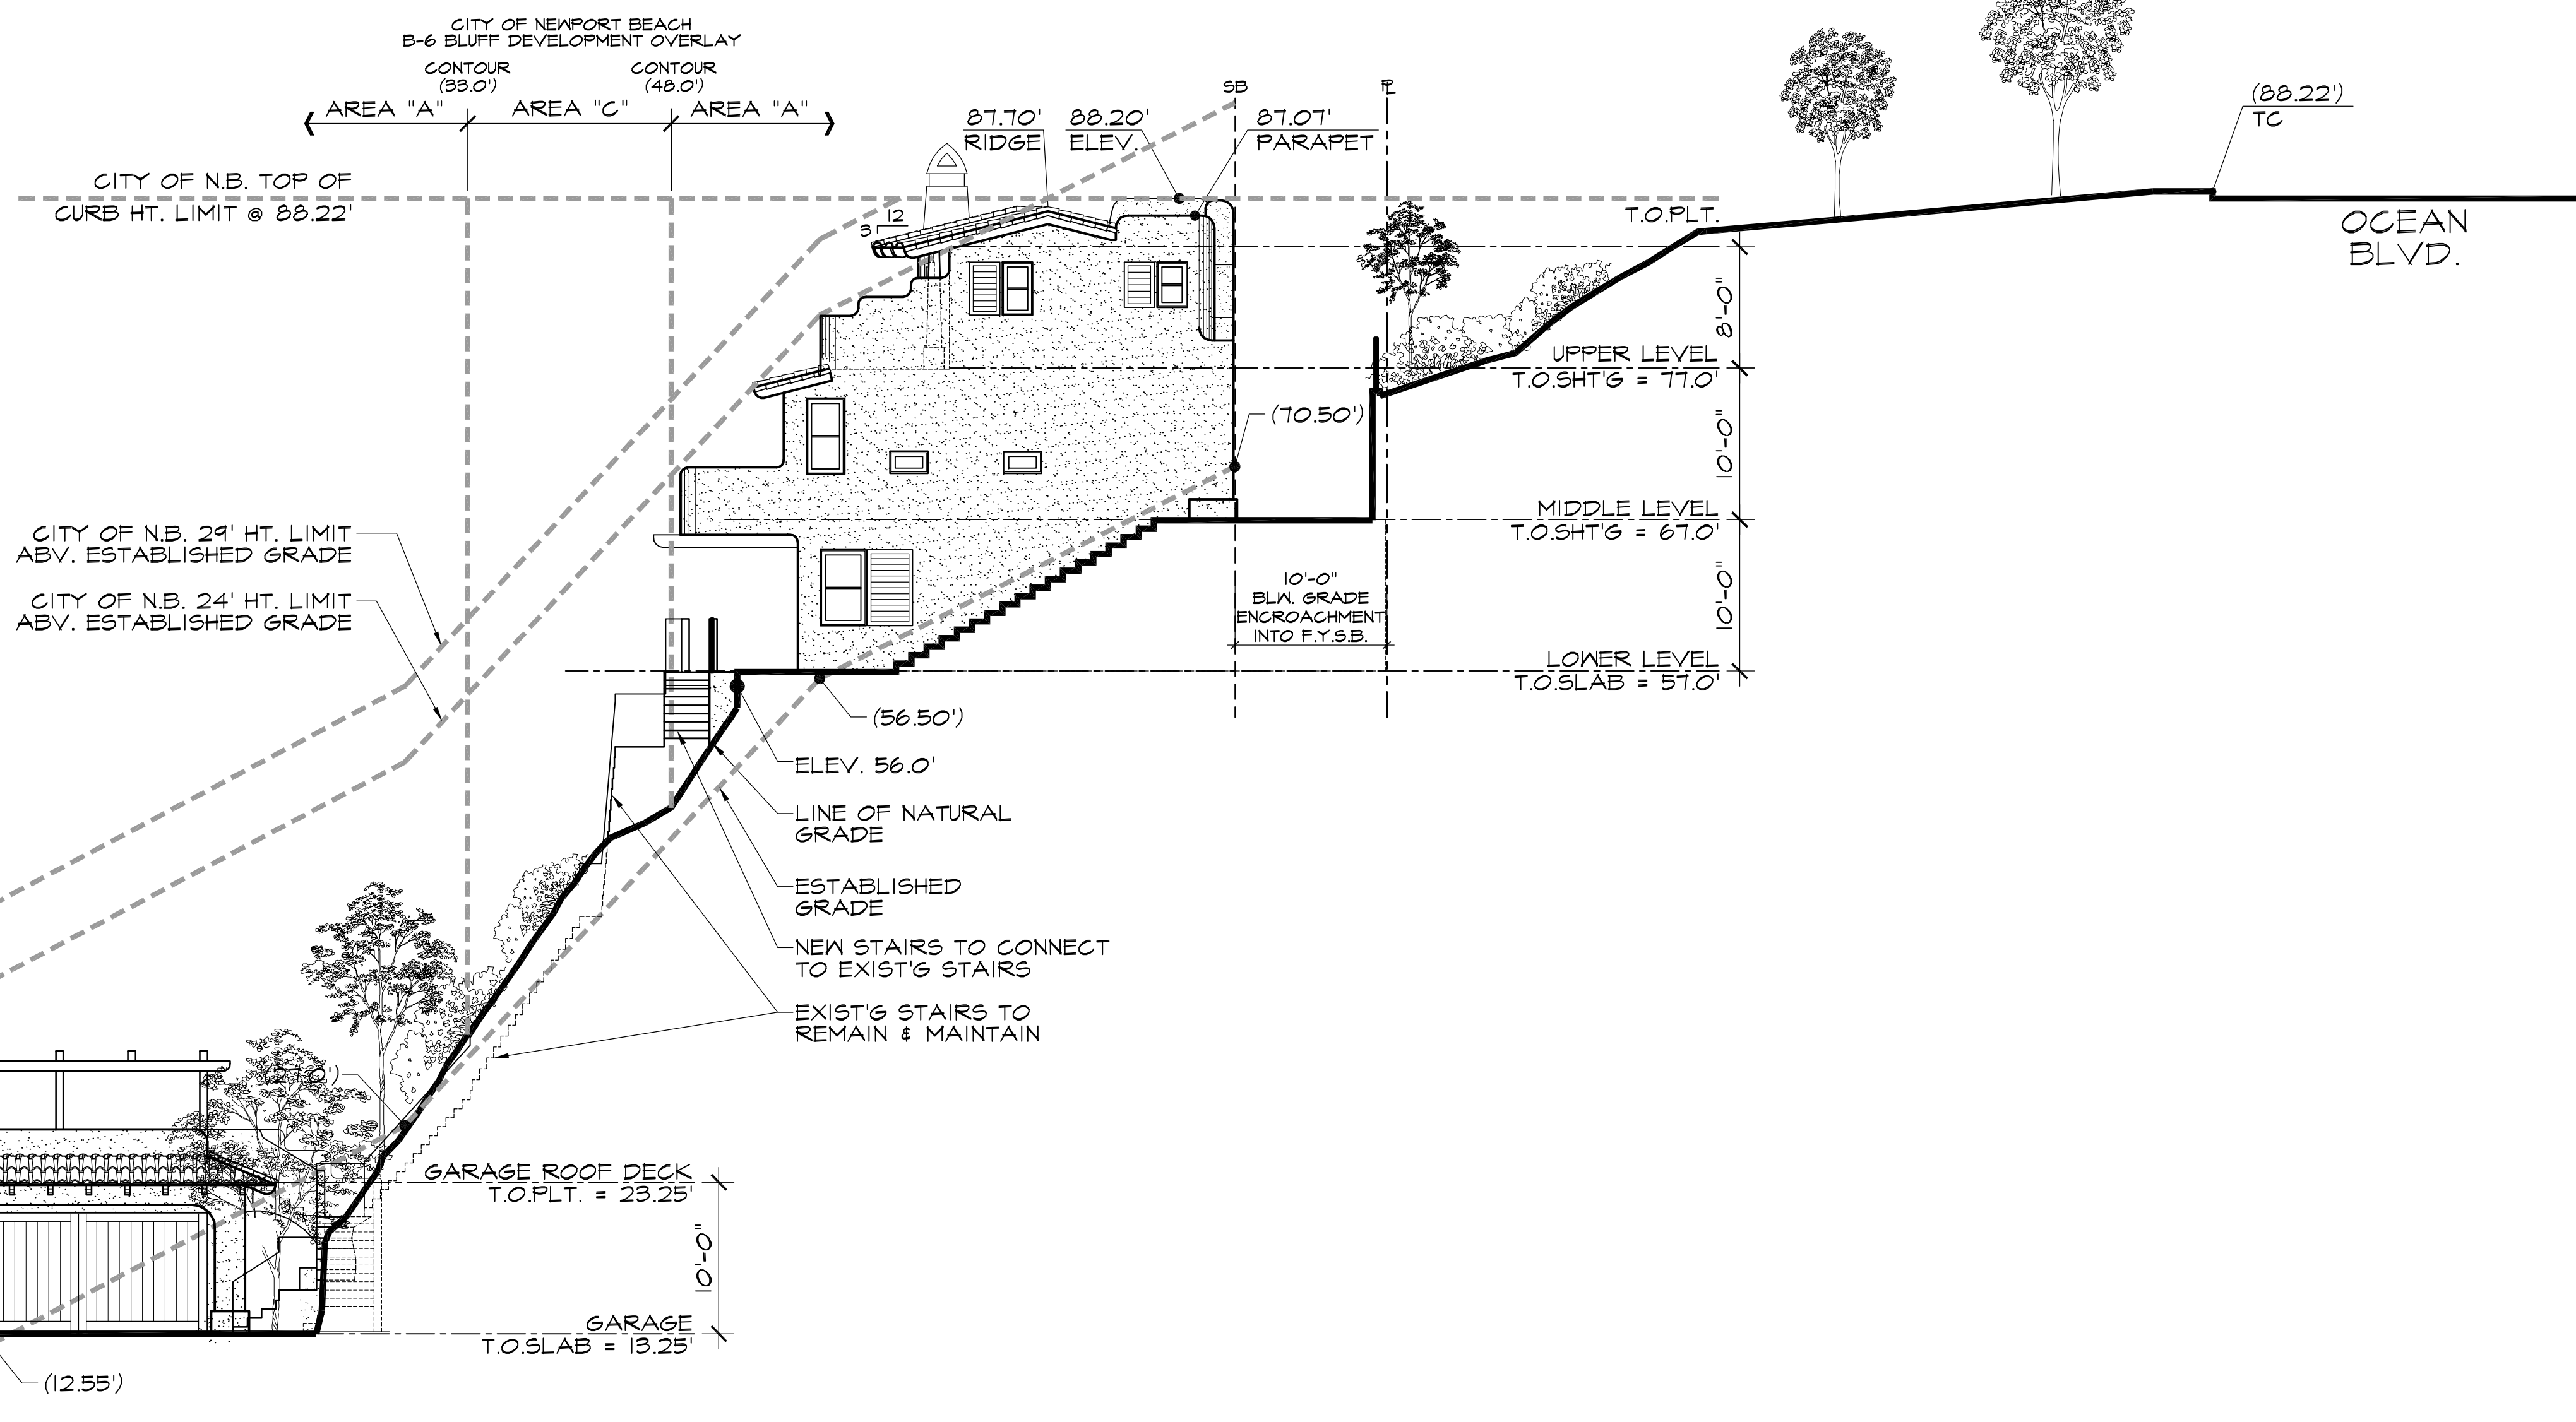 CITY OF NEWPORT BEACH
B-6 BLUFF DEVELOPMENT OVERLAY
CONTOUR
(33.0')
CONTOUR
(48.0')
AREA "A"
AREA "C"
AREA "A"
CITY OF N.B. TOP OF
CURB HT. LIMIT @ 88.22'
87.70'
RIDGE
88.20'
ELEV.
87.07'
PARAPET
SB
PL
(88.22')
TC
OCEAN
BLVD.
12
3
T.O.PLT.
8'-0"
UPPER LEVEL
T.O.SHT'G = 77.0'
(70.50')
10'-0"
MIDDLE LEVEL
T.O.SHT'G = 67.0'
CITY OF N.B. 29' HT. LIMIT
ABV. ESTABLISHED GRADE
CITY OF N.B. 24' HT. LIMIT
ABV. ESTABLISHED GRADE
10'-0"
BLW. GRADE
ENCROACHMENT
INTO F.Y.S.B.
10'-0"
LOWER LEVEL
T.O.SLAB = 57.0'
(56.50')
ELEV. 56.0'
LINE OF NATURAL
GRADE
ESTABLISHED
GRADE
NEW STAIRS TO CONNECT
TO EXIST'G STAIRS
EXIST'G STAIRS TO
REMAIN & MAINTAIN
GARAGE ROOF DECK
T.O.PLT. = 23.25'
10'-0"
GARAGE
T.O.SLAB = 13.25'
(12.55')